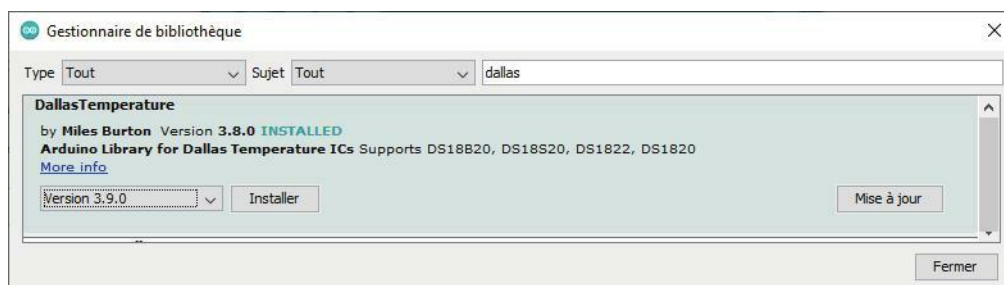 Gestionnaire de bibliothèque
Type Tout Sujet Tout dallas
DallasTemperature
by Miles Burton Version 3.8.0 INSTALLED
Arduino Library for Dallas Temperature ICs Supports DS18B20, DS18S20, DS1822, DS1820
More info
Version 3.9.0 Installer Mise à jour
Fermer